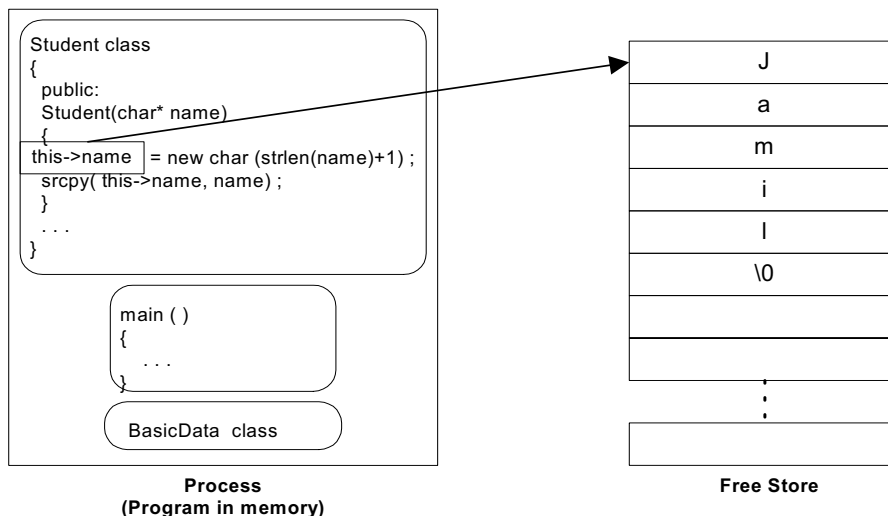 Student class
{
public:
Student(char* name)
{
this->name = new char (strlen(name)+1) ;
srcpy( this->name, name) ;
}
. . .
}
main ( )
{
. . .
}
BasicData class
Process
(Program in memory)
J
a
m
i
l
\0
Free Store